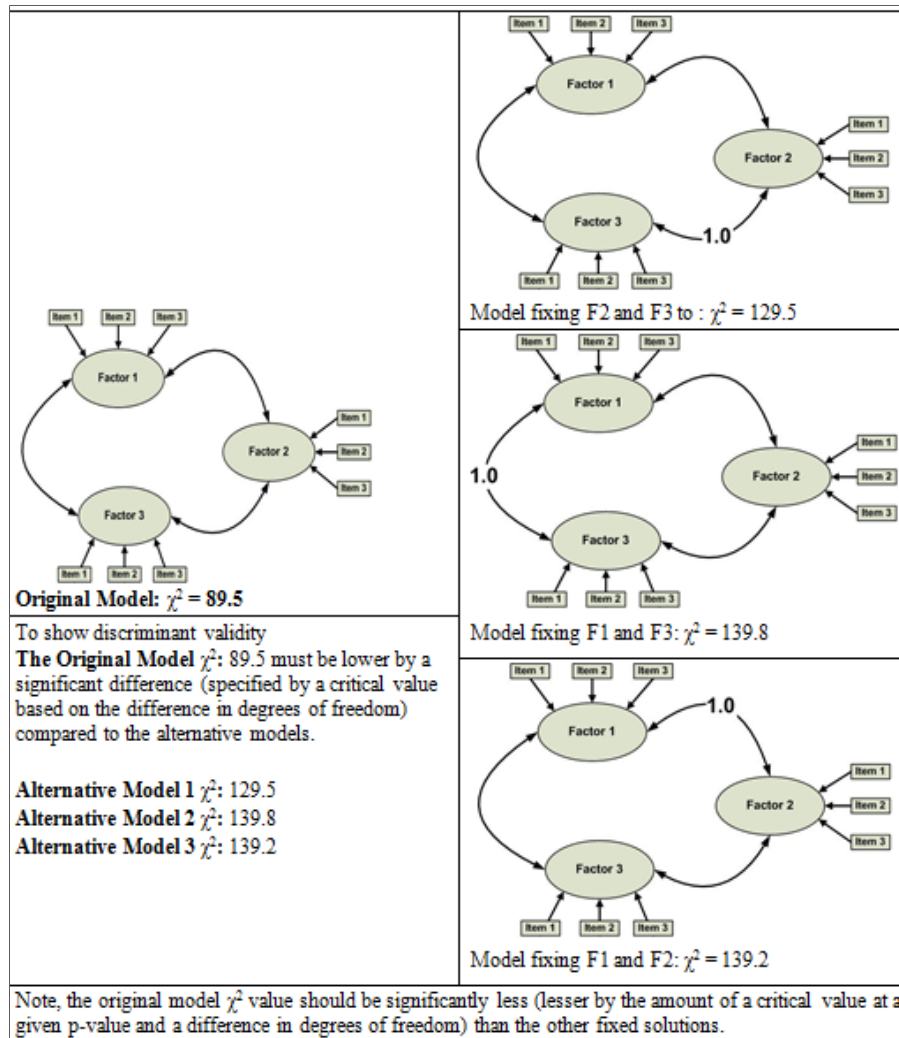 Item 1 Item 2 Item 3
Factor 1
Item 1
Factor 2
Item 2
Item 3
Factor 3
Item 1 Item 2 Item 3
Original Model: χ² = 89.5
To show discriminant validity
The Original Model χ²: 89.5 must be lower by a
significant difference (specified by a critical value
based on the difference in degrees of freedom)
compared to the alternative models.
Alternative Model 1 χ²: 129.5
Alternative Model 2 χ²: 139.8
Alternative Model 3 χ²: 139.2
Item 1 Item 2 Item 3
Factor 1
Item 1
Factor 2
Item 2
Item 3
Factor 3
1.0
Item 1 Item 2 Item 3
Model fixing F2 and F3 to : χ² = 129.5
Item 1 Item 2 Item 3
Factor 1
Item 1
1.0
Factor 2
Item 2
Item 3
Factor 3
Item 1 Item 2 Item 3
Model fixing F1 and F3: χ² = 139.8
Item 1 Item 2 Item 3
1.0
Factor 1
Item 1
Factor 2
Item 2
Item 3
Factor 3
Item 1 Item 2 Item 3
Model fixing F1 and F2: χ² = 139.2
Note, the original model χ² value should be significantly less (lesser by the amount of a critical value at a
given p-value and a difference in degrees of freedom) than the other fixed solutions.